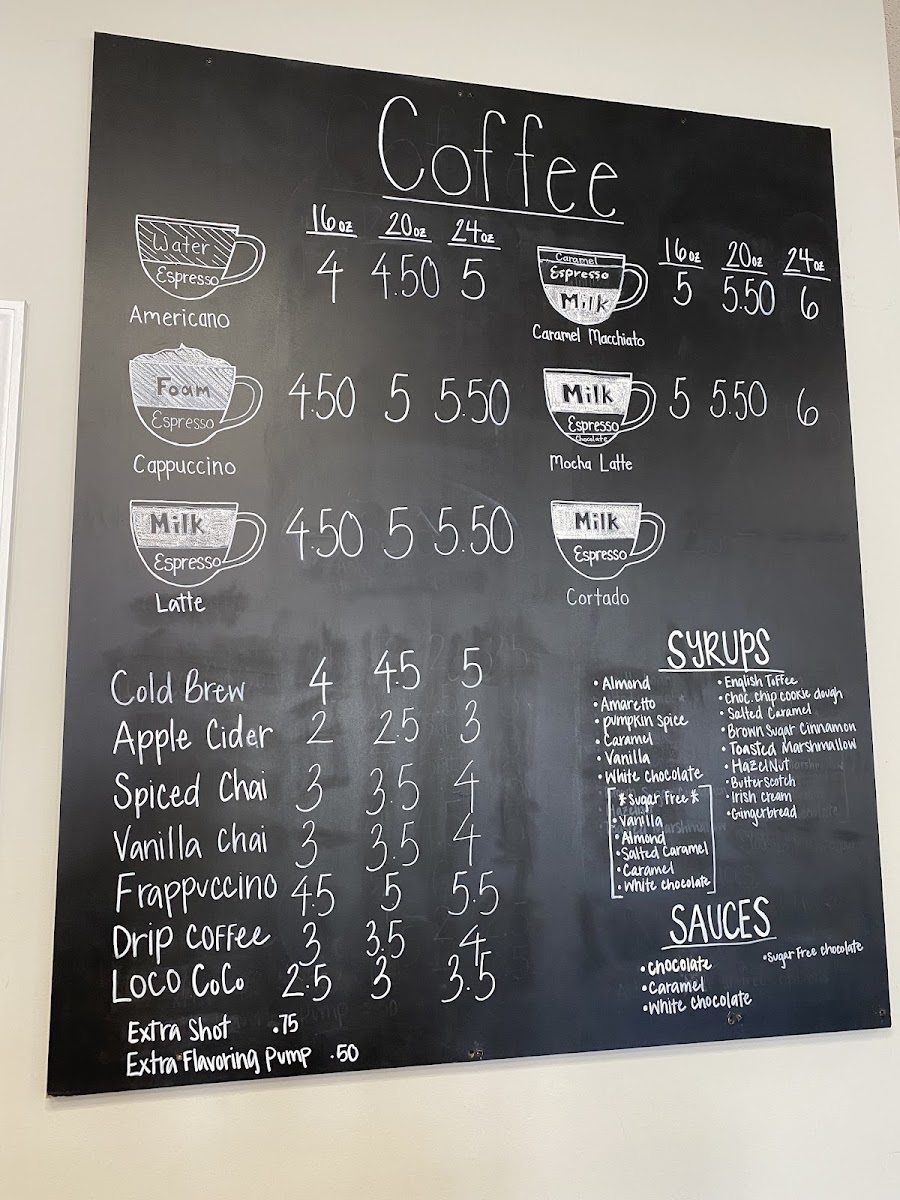 Coffee
16oz 20oz 24oz
Water
Espresso
Americano
4 4.50 5
Foam
Espresso
Cappuccino
4.50 5 5.50
Milk
Espresso
Latte
4.50 5 5.50
16oz 20oz 24oz
Caramel
Espresso
Milk
Caramel Macchiato
5 5.50 6
Milk
Espresso
Chocolate
Mocha Latte
5 5.50 6
Milk
Espresso
Cortado
Cold Brew 4 4.5 5
Apple Cider 2 2.5 3
Spiced Chai 3 3.5 4
Vanilla Chai 3 3.5 4
Frappuccino 4.5 5 5.5
Drip Coffee 3 3.5 4
Loco CoCo 2.5 3 3.5
Extra Shot .75
Extra Flavoring Pump .50
SYRUPS
• Almond
• Amaretto
• pumpkin spice
• Caramel
• Vanilla
• White chocolate
* Sugar Free *
• Vanilla
• Almond
• Salted Caramel
• Caramel
• White chocolate
• English Toffee
• Choc. chip cookie dough
• Salted Caramel
• Brown Sugar Cinnamon
• Toasted Marshmallow
• HazelNut
• Butterscotch
• Irish cream
• Gingerbread
SAUCES
• chocolate
• Caramel
• White chocolate
• Sugar Free chocolate